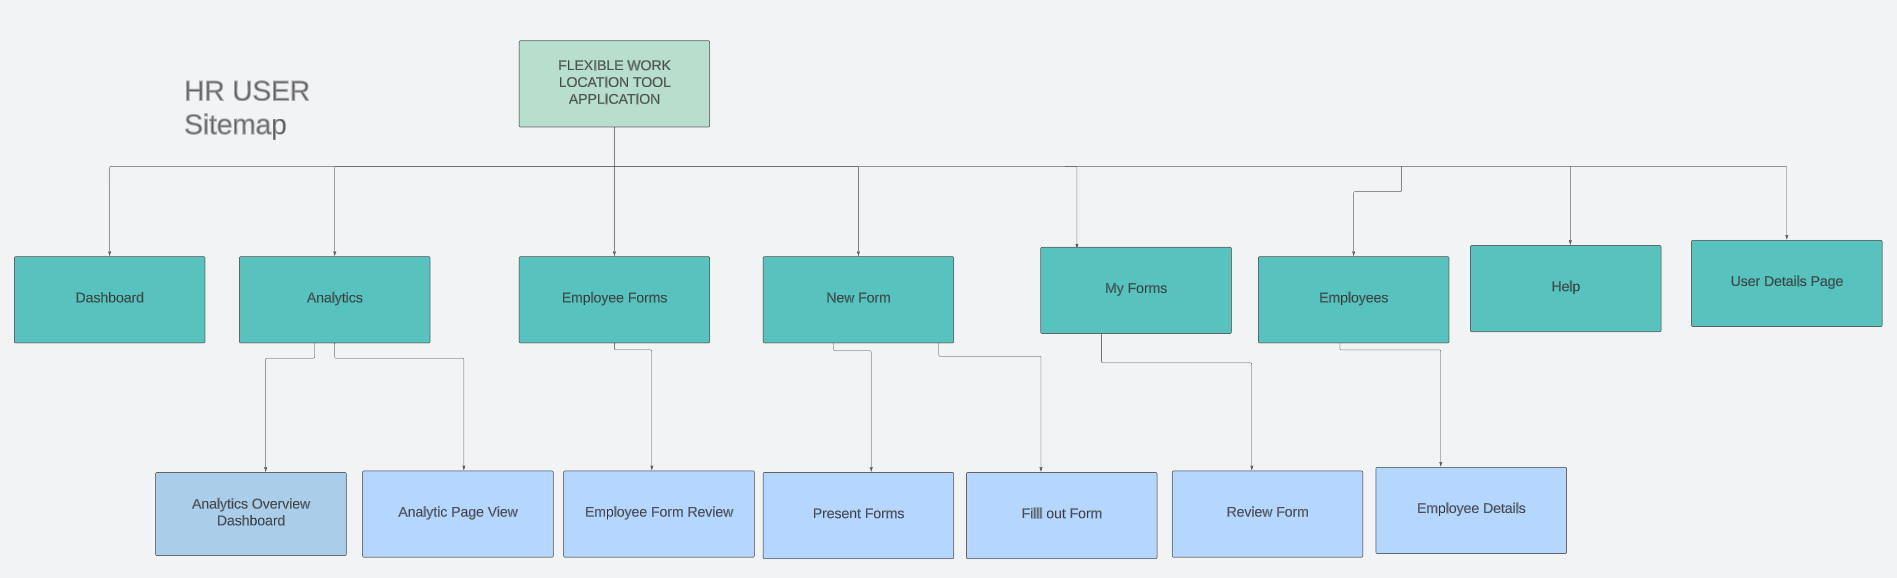 HR USER
Sitemap
FLEXIBLE WORK
LOCATION TOOL
APPLICATION
Dashboard
Analytics
Employee Forms
New Form
My Forms
Employees
Help
User Details Page
Analytics Overview
Dashboard
Analytic Page View
Employee Form Review
Present Forms
Fillll out Form
Review Form
Employee Details